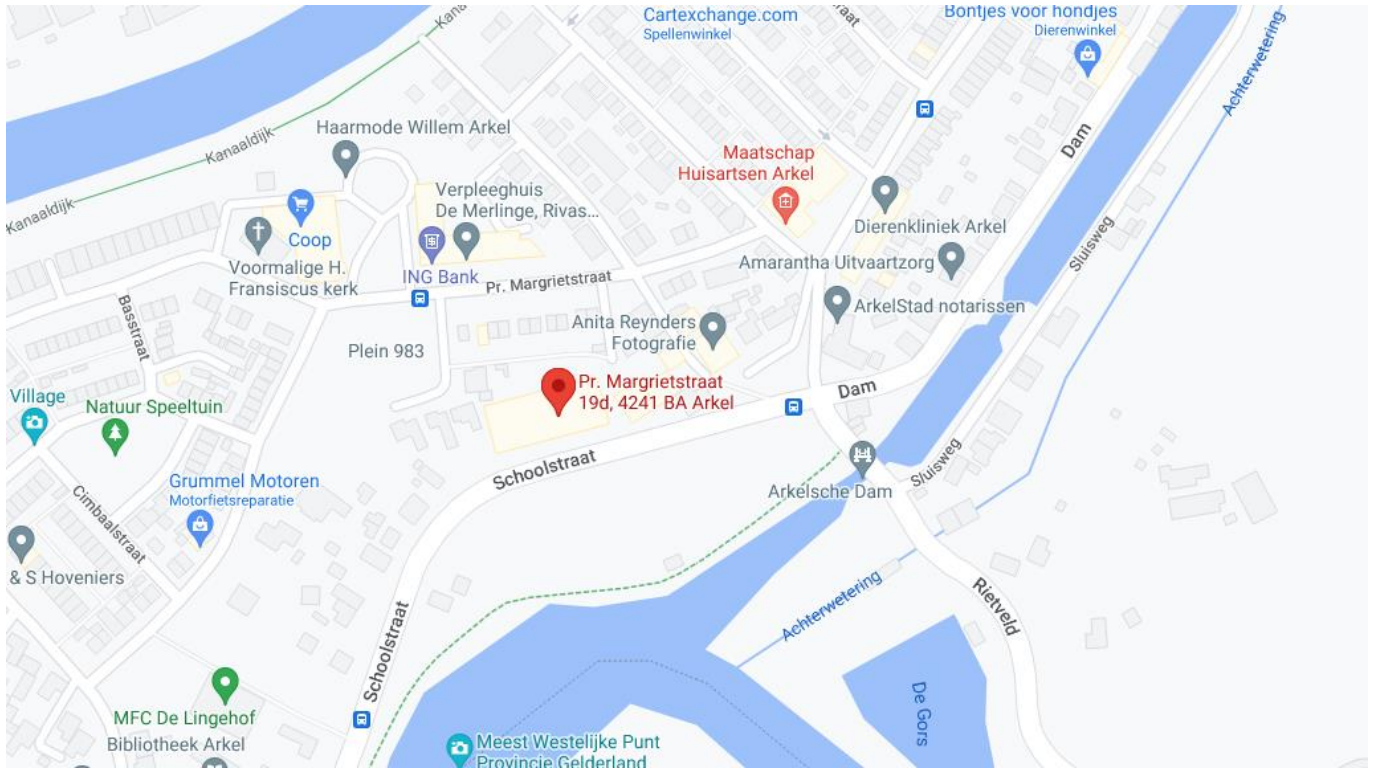 Cartexchange.com
Spellenwinkel
Bontjes voor hondjes
Dierenwinkel
Achterwetering
Haarmode Willem Arkel
Kanaaldijk
Kanaaldijk
Dam
Maatschap
Huisartsen Arkel
Verpleeghuis
De Merlinge, Rivas...
Coop
Dierenkliniek Arkel
Sluisweg
Voormalige H.
Fransiscus kerk
ING Bank
Pr. Margrietstraat
Amarantha Uitvaartzorg
ArkelStad notarissen
Basstraat
Anita Reynders
Fotografie
Plein 983
Pr. Margrietstraat
19d, 4241 BA Arkel
Dam
Village
Natuur Speeltuin
Schoolstraat
Sluisweg
Grummel Motoren
Motorfietsreparatie
Arkelsche Dam
Cimbaalstraat
& S Hoveniers
Achterwetering
Rietveld
Schoolstraat
De Gors
MFC De Lingehof
Bibliotheek Arkel
Meest Westelijke Punt
Provincie Gelderland